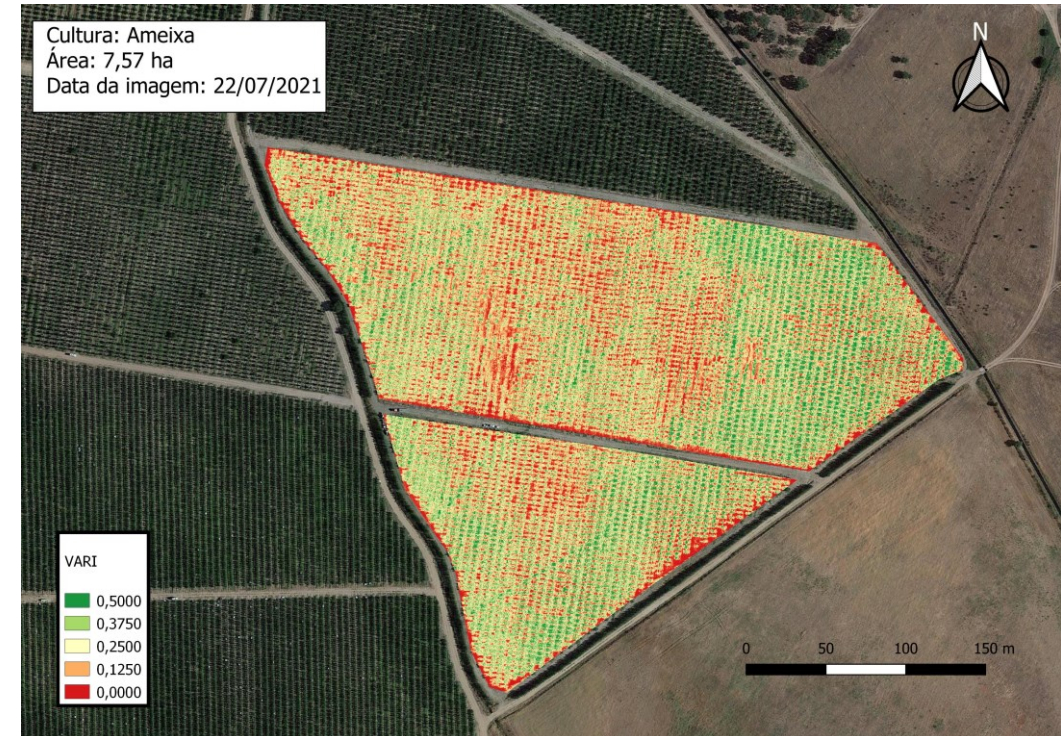 Cultura: Ameixa
Área: 7,57 ha
Data da imagem: 22/07/2021
N
VARI
0,5000
0,3750
0,2500
0,1250
0,0000
0 50 100 150 m